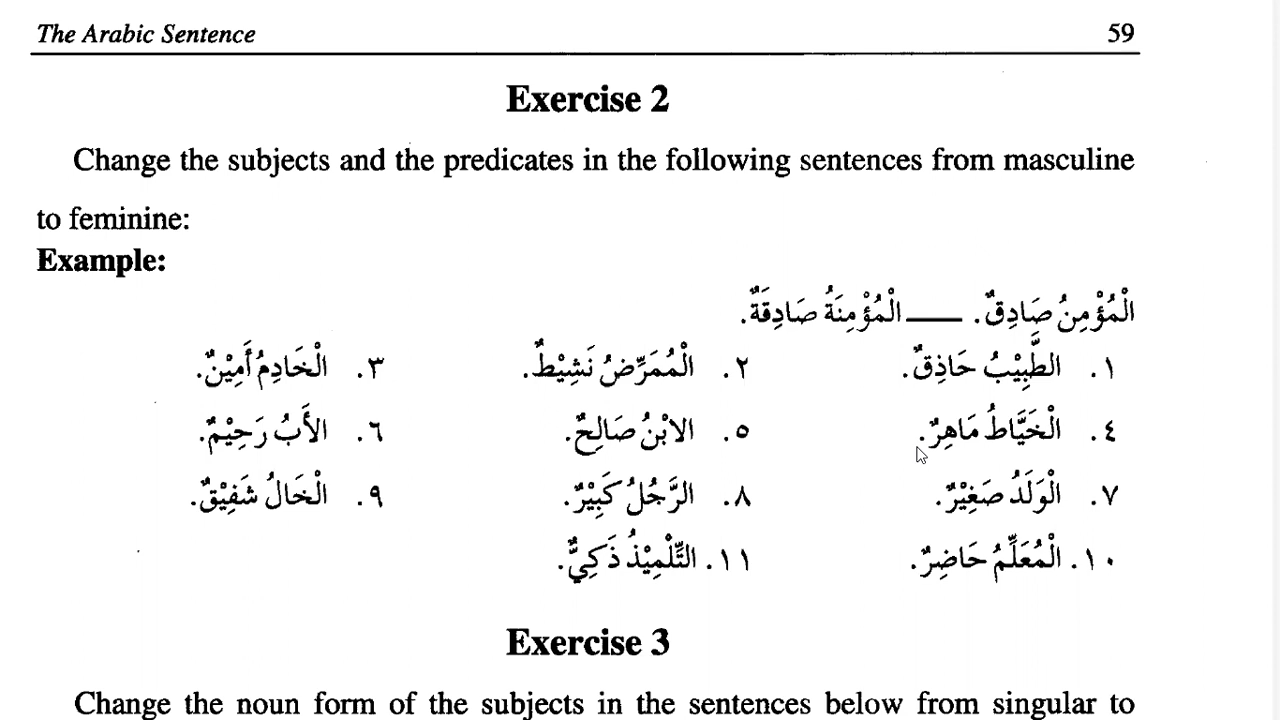 The Arabic Sentence 59
Exercise 2
Change the subjects and the predicates in the following sentences from masculine
to feminine:
Example:
الْمُؤْمِنُ صَادِقٌ. ــــ الْمُؤْمِنَةُ صَادِقَةٌ.
١. الطَّبِيْبُ حَاذِقٌ. ٢. الْمُمَرِّضُ نَشِيْطٌ. ٣. الْخَادِمُ أَمِيْنٌ.
٤. الْخَيَّاطُ مَاهِرٌ. ٥. الابْنُ صَالِحٌ. ٦. الأَبُ رَحِيْمٌ.
٧. الْوَلَدُ صَغِيْرٌ. ٨. الرَّجُلُ كَبِيْرٌ. ٩. الْخَالُ شَفِيْقٌ.
١٠. الْمُعَلِّمُ حَاضِرٌ. ١١. التِّلْمِيْذُ ذَكِيٌّ.
Exercise 3
Change the noun form of the subjects in the sentences below from singular to